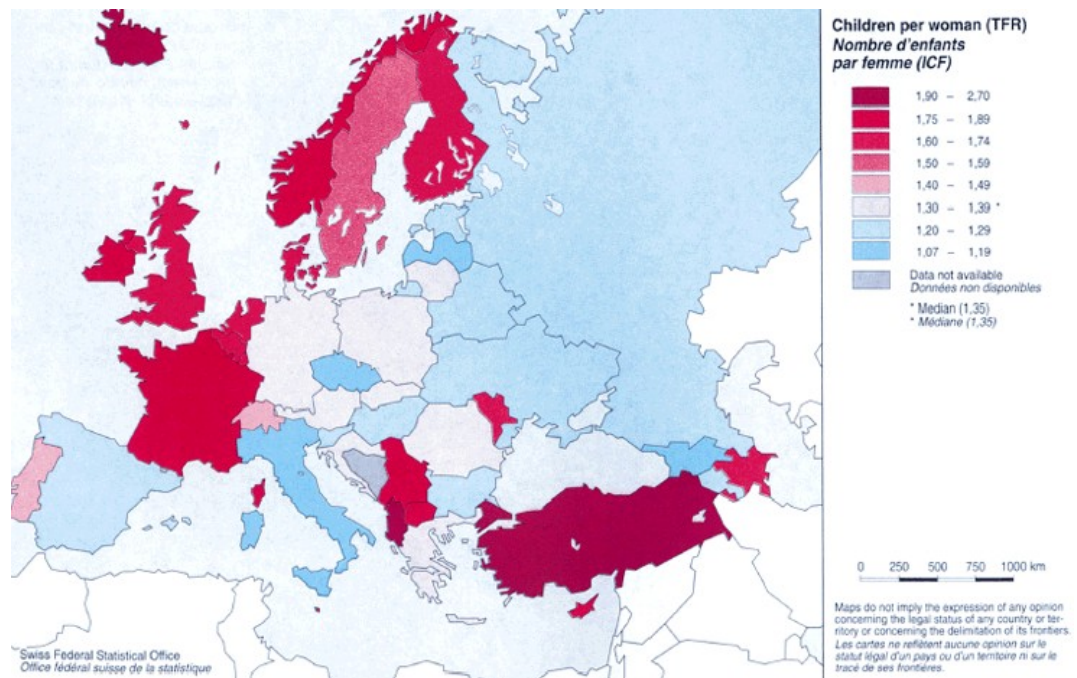 Children per woman (TFR)
Nombre d'enfants
par femme (ICF)
1,90 – 2,70
1,75 – 1,89
1,60 – 1,74
1,50 – 1,59
1,40 – 1,49
1,30 – 1,39 *
1,20 – 1,29
1,07 – 1,19
Data not available
Données non disponibles
* Median (1,35)
* Médiane (1,35)
0 250 500 750 1000 km
Maps do not imply the expression of any opinion
concerning the legal status of any country or ter-
ritory or concerning the delimitation of its frontiers.
Les cartes ne reflètent aucune opinion sur le
statut légal d'un pays ou d'un territoire ni sur le
tracé de ses frontières.
Swiss Federal Statistical Office
Office fédéral suisse de la statistique